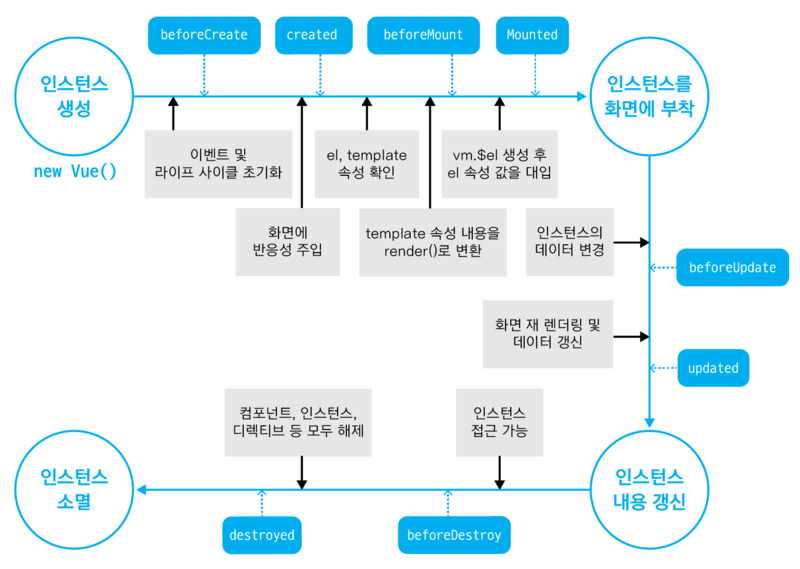 beforeCreate
created
beforeMount
Mounted
인스턴스
생성
인스턴스를
화면에 부착
new Vue()
이벤트 및
라이프 사이클 초기화
el, template
속성 확인
vm.$el 생성 후
el 속성 값을 대입
화면에
반응성 주입
template 속성 내용을
render()로 변환
인스턴스의
데이터 변경
beforeUpdate
화면 재 렌더링 및
데이터 갱신
updated
컴포넌트, 인스턴스,
디렉티브 등 모두 해제
인스턴스
접근 가능
인스턴스
소멸
인스턴스
내용 갱신
destroyed
beforeDestroy